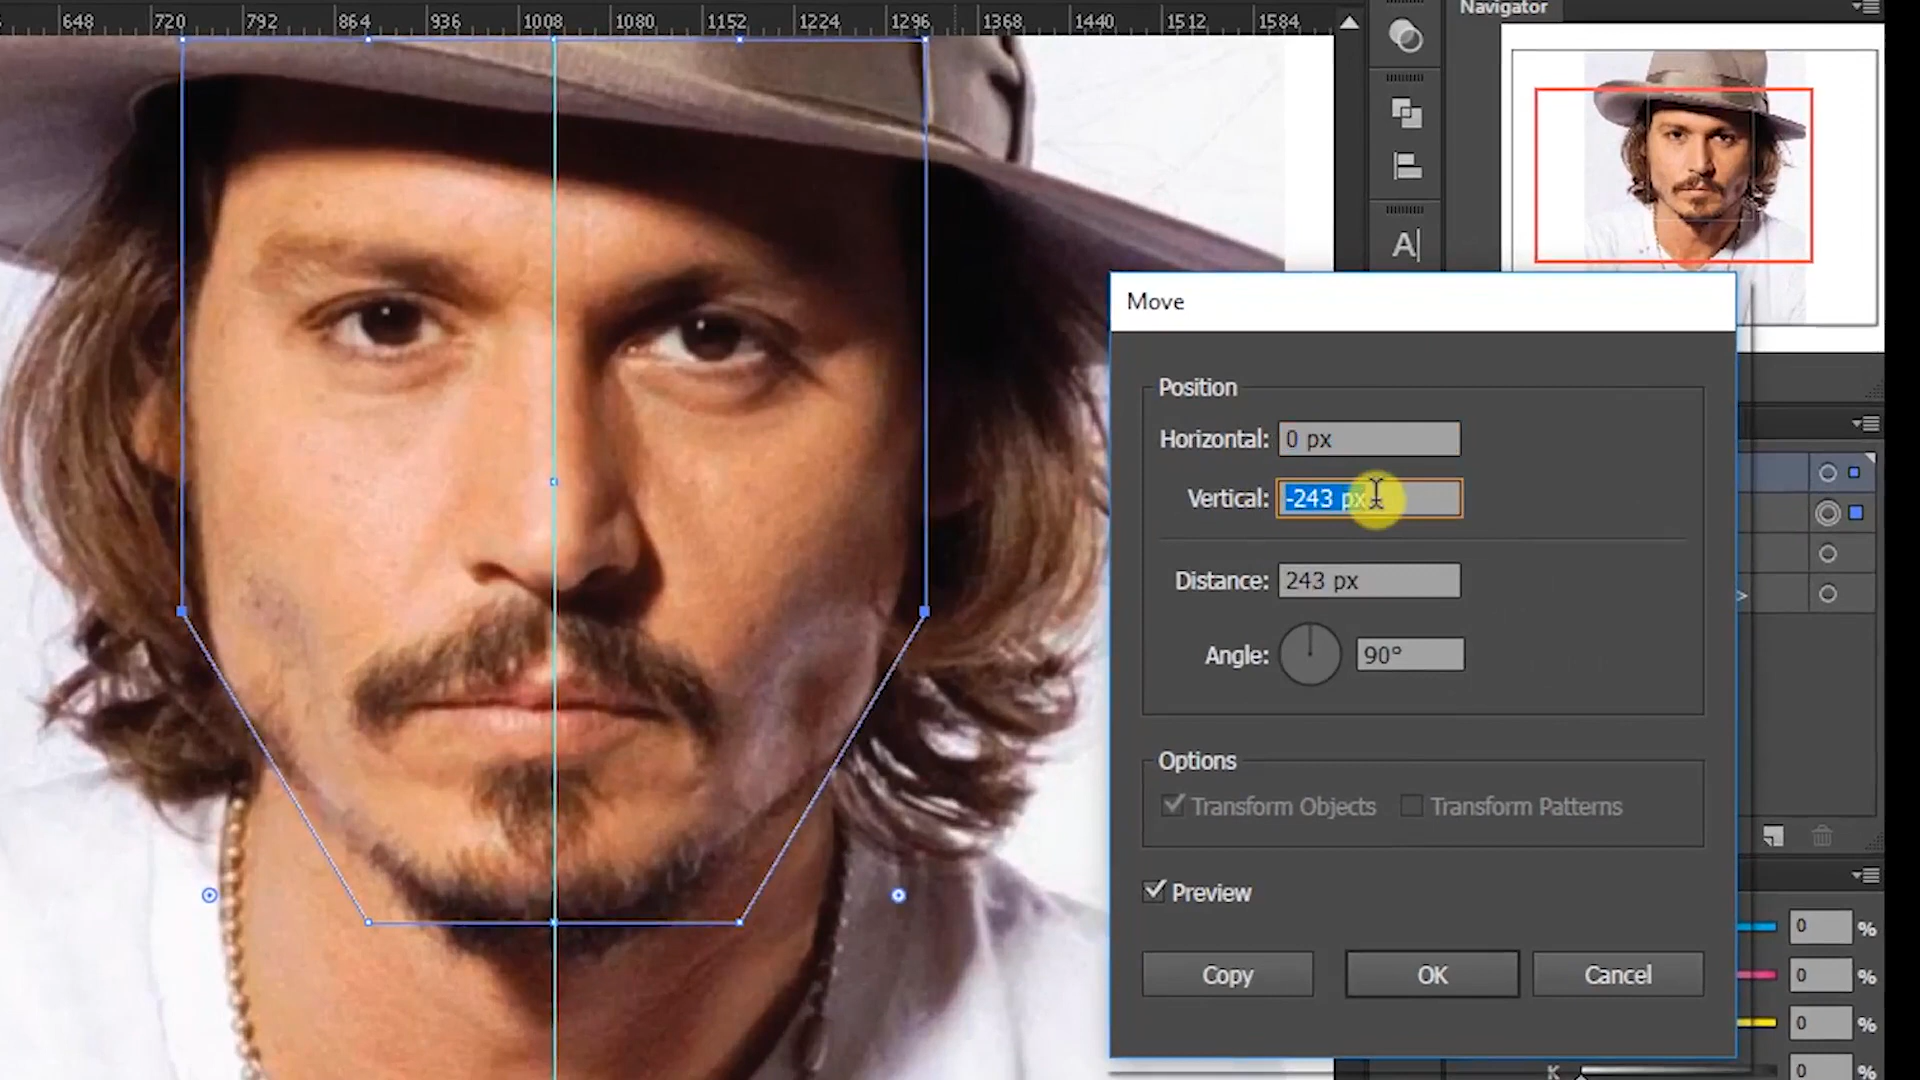 648 720 792 864 936 1008 1080 1152 1224 1296 1368 1440 1512 1584
Navigator
A
Move
Position
Horizontal: 0 px
Vertical: -243 px
Distance: 243 px
Angle: 90°
Options
Transform Objects Transform Patterns
Preview
Copy OK Cancel
0 %
0 %
0 %
K 0 %